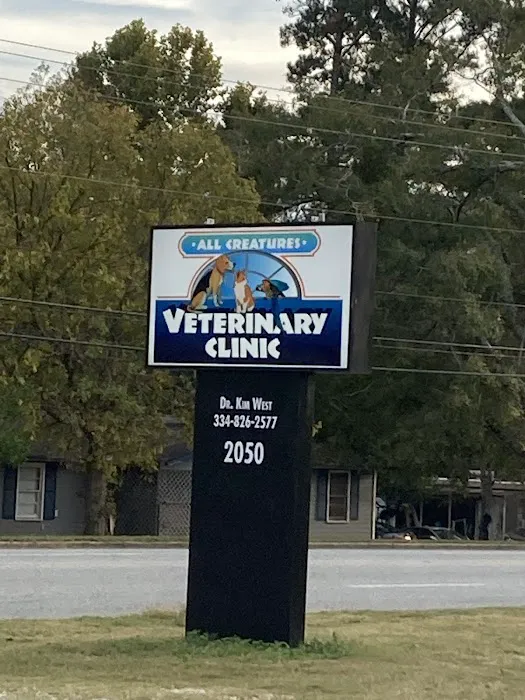 • ALL CREATURES •
VETERINARY
CLINIC
DR. KIM WEST
334-826-2577
2050